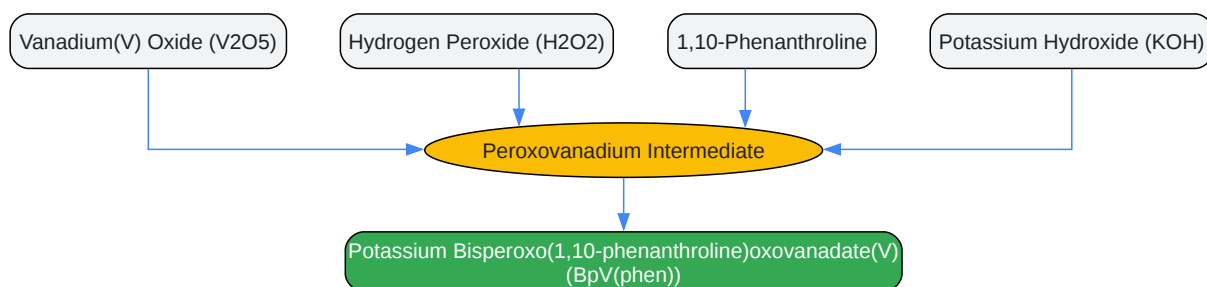 Vanadium(V) Oxide (V2O5)
Hydrogen Peroxide (H2O2)
1,10-Phenanthroline
Potassium Hydroxide (KOH)
Peroxovanadium Intermediate
Potassium Bisperoxo(1,10-phenanthroline)oxovanadate(V)
(BpV(phen))